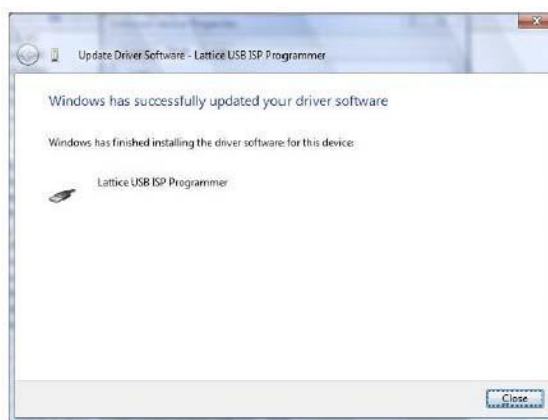 Update Driver Software - Lattice USB ISP Programmer
Windows has successfully updated your driver software
Windows has finished installing the driver software for this device:
Lattice USB ISP Programmer
Close